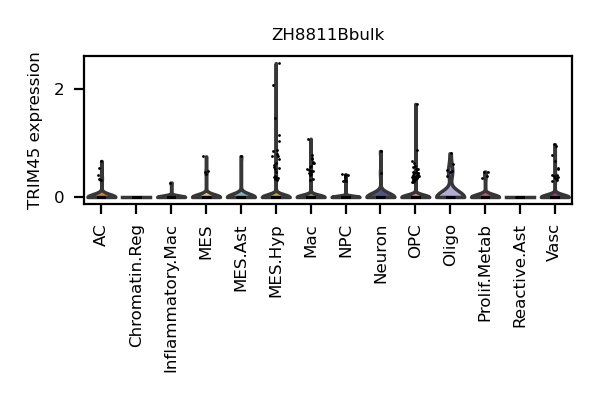 ZH8811Bbulk
TRIM45 expression
2
0
AC
Chromatin.Reg
Inflammatory.Mac
MES
MES.Ast
MES.Hyp
Mac
NPC
Neuron
OPC
Oligo
Prolif.Metab
Reactive.Ast
Vasc